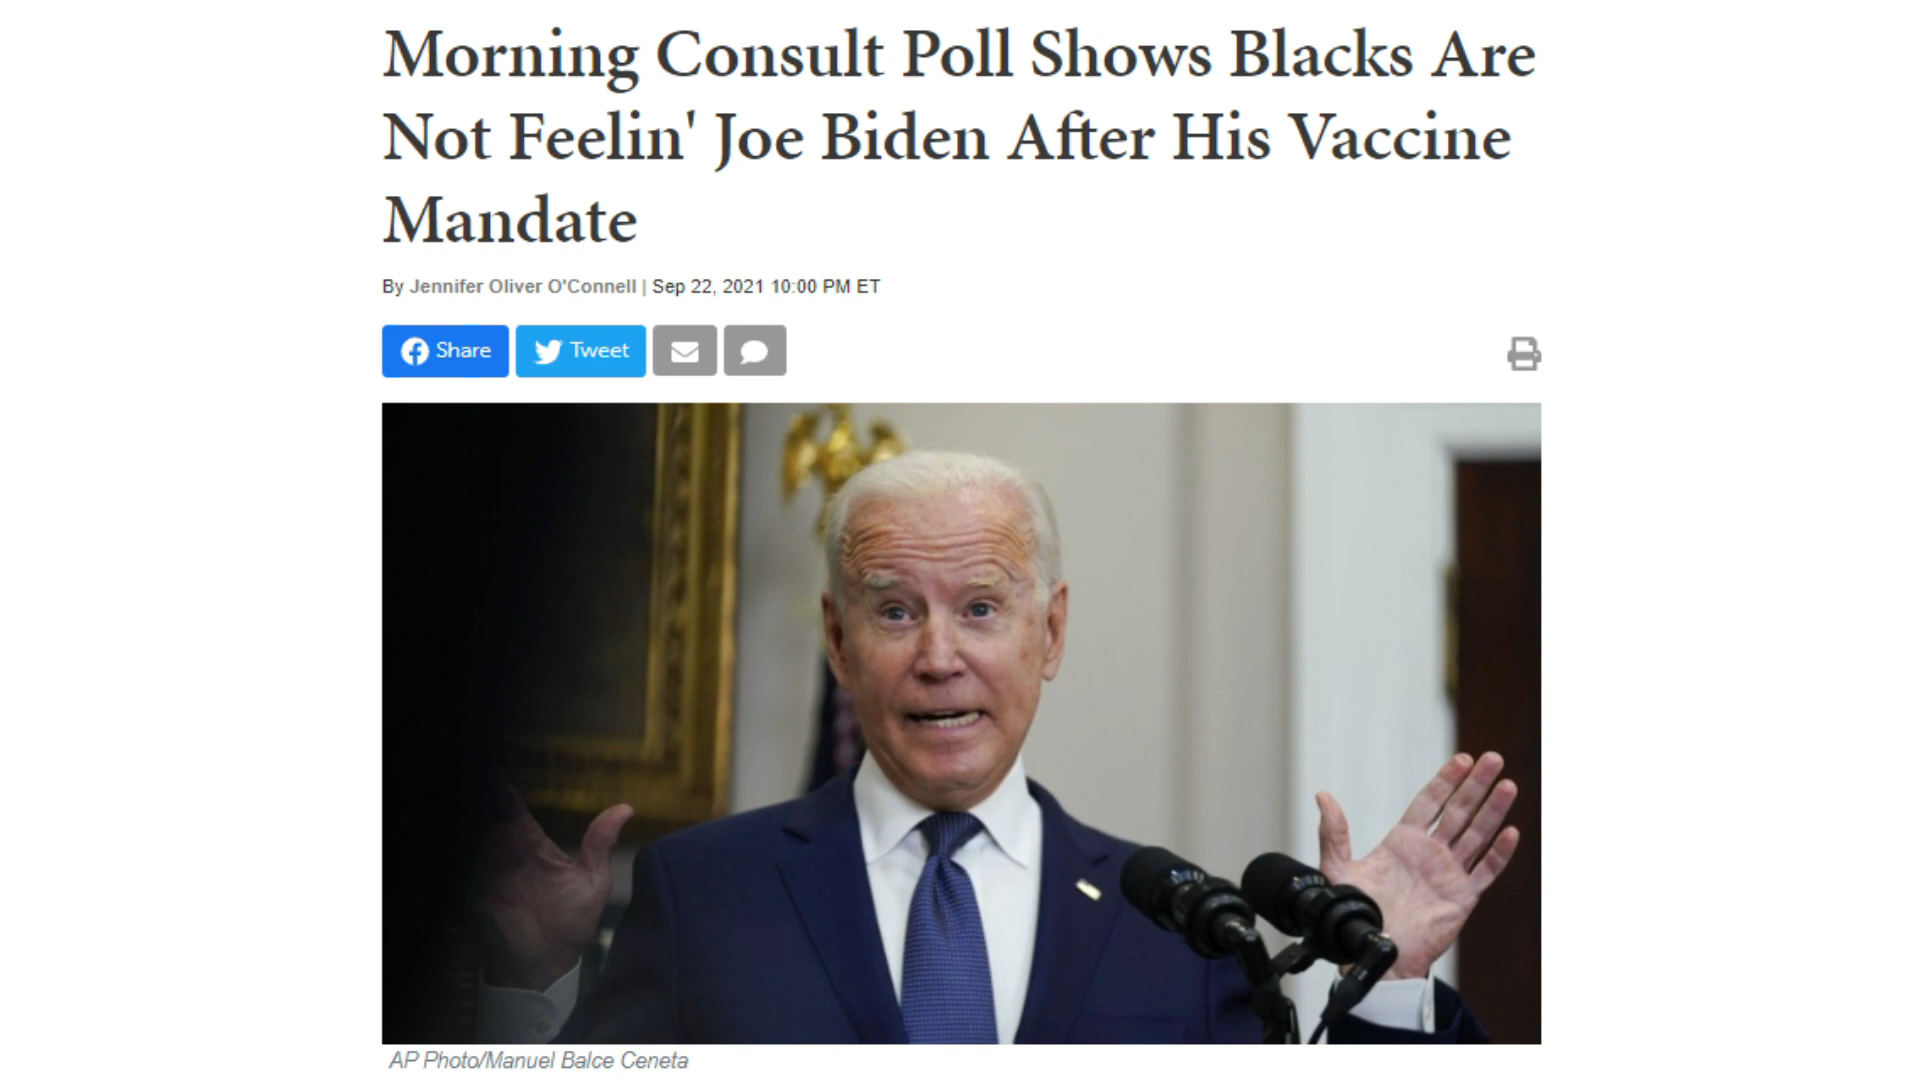 Morning Consult Poll Shows Blacks Are
Not Feelin' Joe Biden After His Vaccine
Mandate
By Jennifer Oliver O'Connell | Sep 22, 2021 10:00 PM ET
Share Tweet
AP Photo/Manuel Balce Ceneta